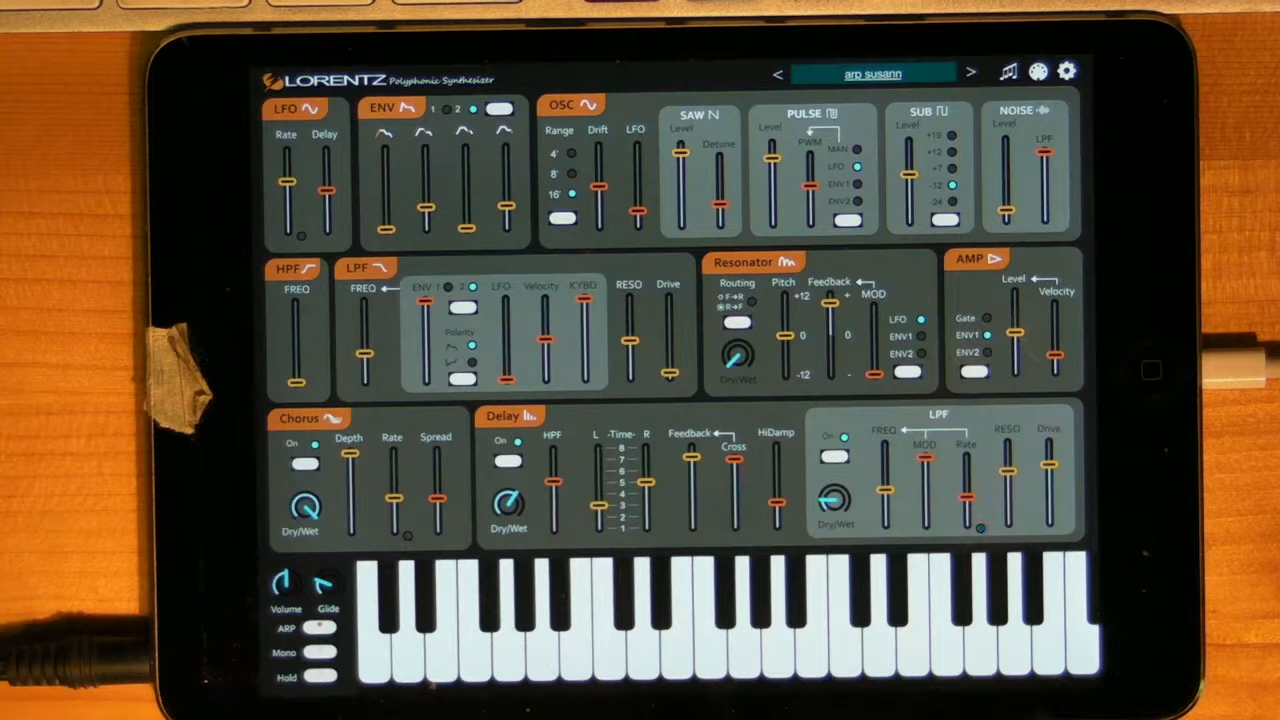 LORENTZ Polyphonic Synthesizer
< arp susann >
LFO
Rate Delay
ENV 1 2
OSC
Range Drift LFO
4'
8'
16'
SAW
Level Detune
PULSE
Level PWM
MAN
LFO
ENV1
ENV2
SUB
Level
+19
+12
+7
-12
-24
NOISE
Level LPF
HPF
FREQ
LPF
FREQ ENV 1 2 LFO Velocity KYBD RESO Drive
Polarity
Resonator
Routing Pitch Feedback MOD
F→R
R→F
+12
0
-12
+
0
-
LFO
ENV1
ENV2
Dry/Wet
AMP
Level Velocity
Gate
ENV1
ENV2
Chorus
On Depth Rate Spread
Dry/Wet
Delay
On HPF L -Time- R Feedback Cross HiDamp
8
7
6
5
4
3
2
1
Dry/Wet
LPF
On FREQ MOD Rate RESO Drive
Dry/Wet
Volume Glide
ARP
Mono
Hold